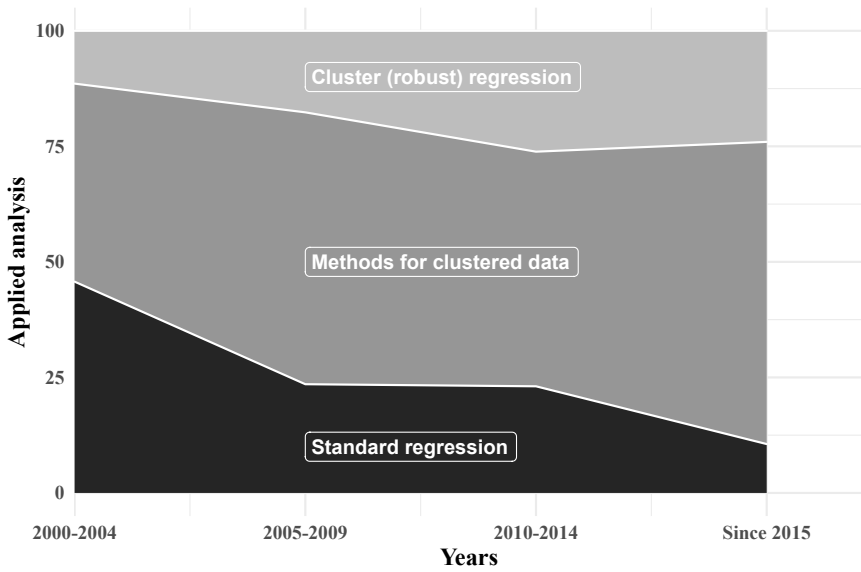 100
Cluster (robust) regression
75
Applied analysis
Methods for clustered data
50
25
Standard regression
0
2000-2004 2005-2009 2010-2014 Since 2015
Years